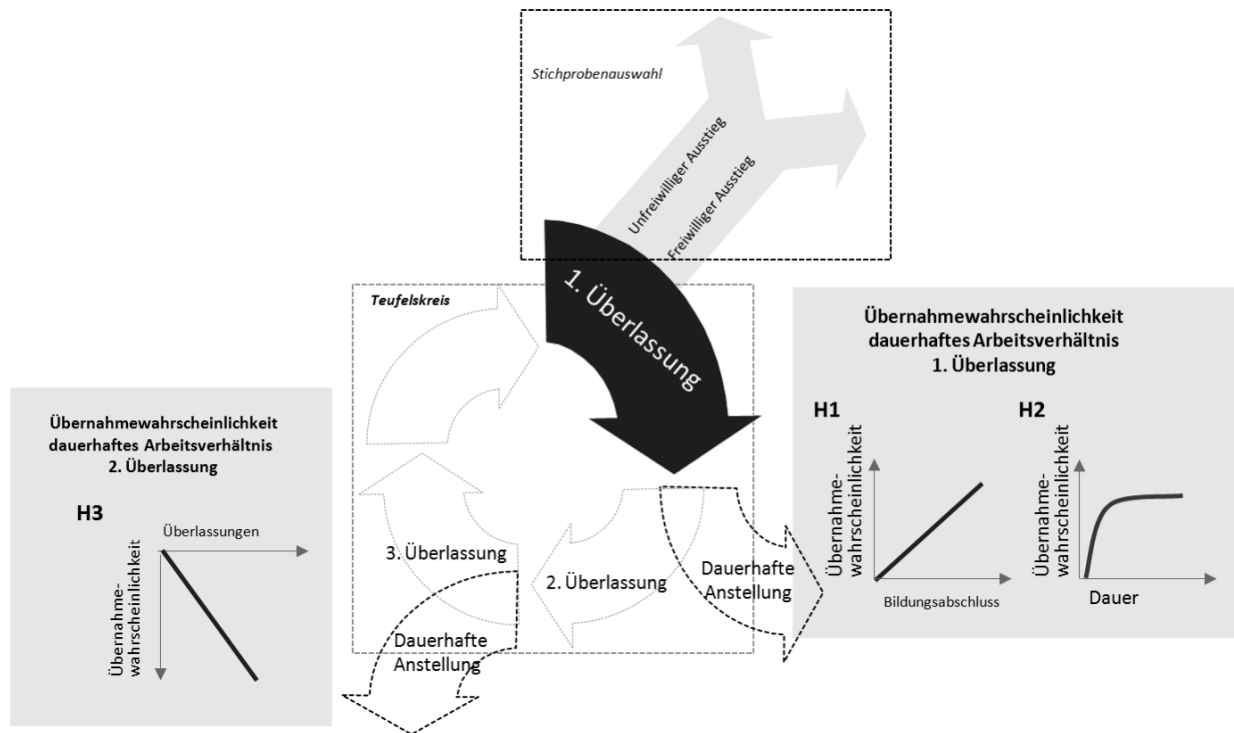 Stichprobenauswahl
Unfreiwilliger Ausstieg
Freiwilliger Ausstieg
Teufelskreis
1. Überlassung
2. Überlassung
3. Überlassung
Dauerhafte
Anstellung
Dauerhafte
Anstellung
Übernahmewahrscheinlichkeit
dauerhaftes Arbeitsverhältnis
1. Überlassung
H1
Übernahme-
wahrscheinlichkeit
Bildungsabschluss
H2
Übernahme-
wahrscheinlichkeit
Dauer
Übernahmewahrscheinlichkeit
dauerhaftes Arbeitsverhältnis
2. Überlassung
H3
Überlassungen
Übernahme-
wahrscheinlichkeit